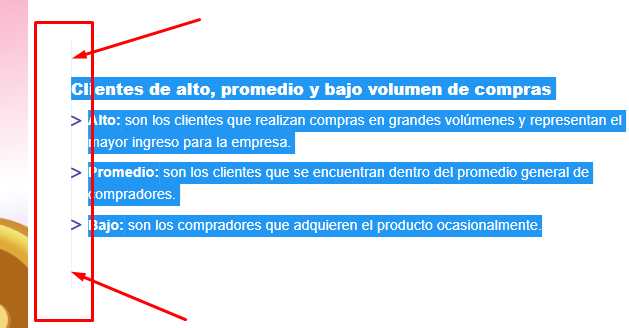 Clientes de alto, promedio y bajo volumen de compras
> Alto: son los clientes que realizan compras en grandes volúmenes y representan el
mayor ingreso para la empresa.
> Promedio: son los clientes que se encuentran dentro del promedio general de
compradores.
> Bajo: son los compradores que adquieren el producto ocasionalmente.